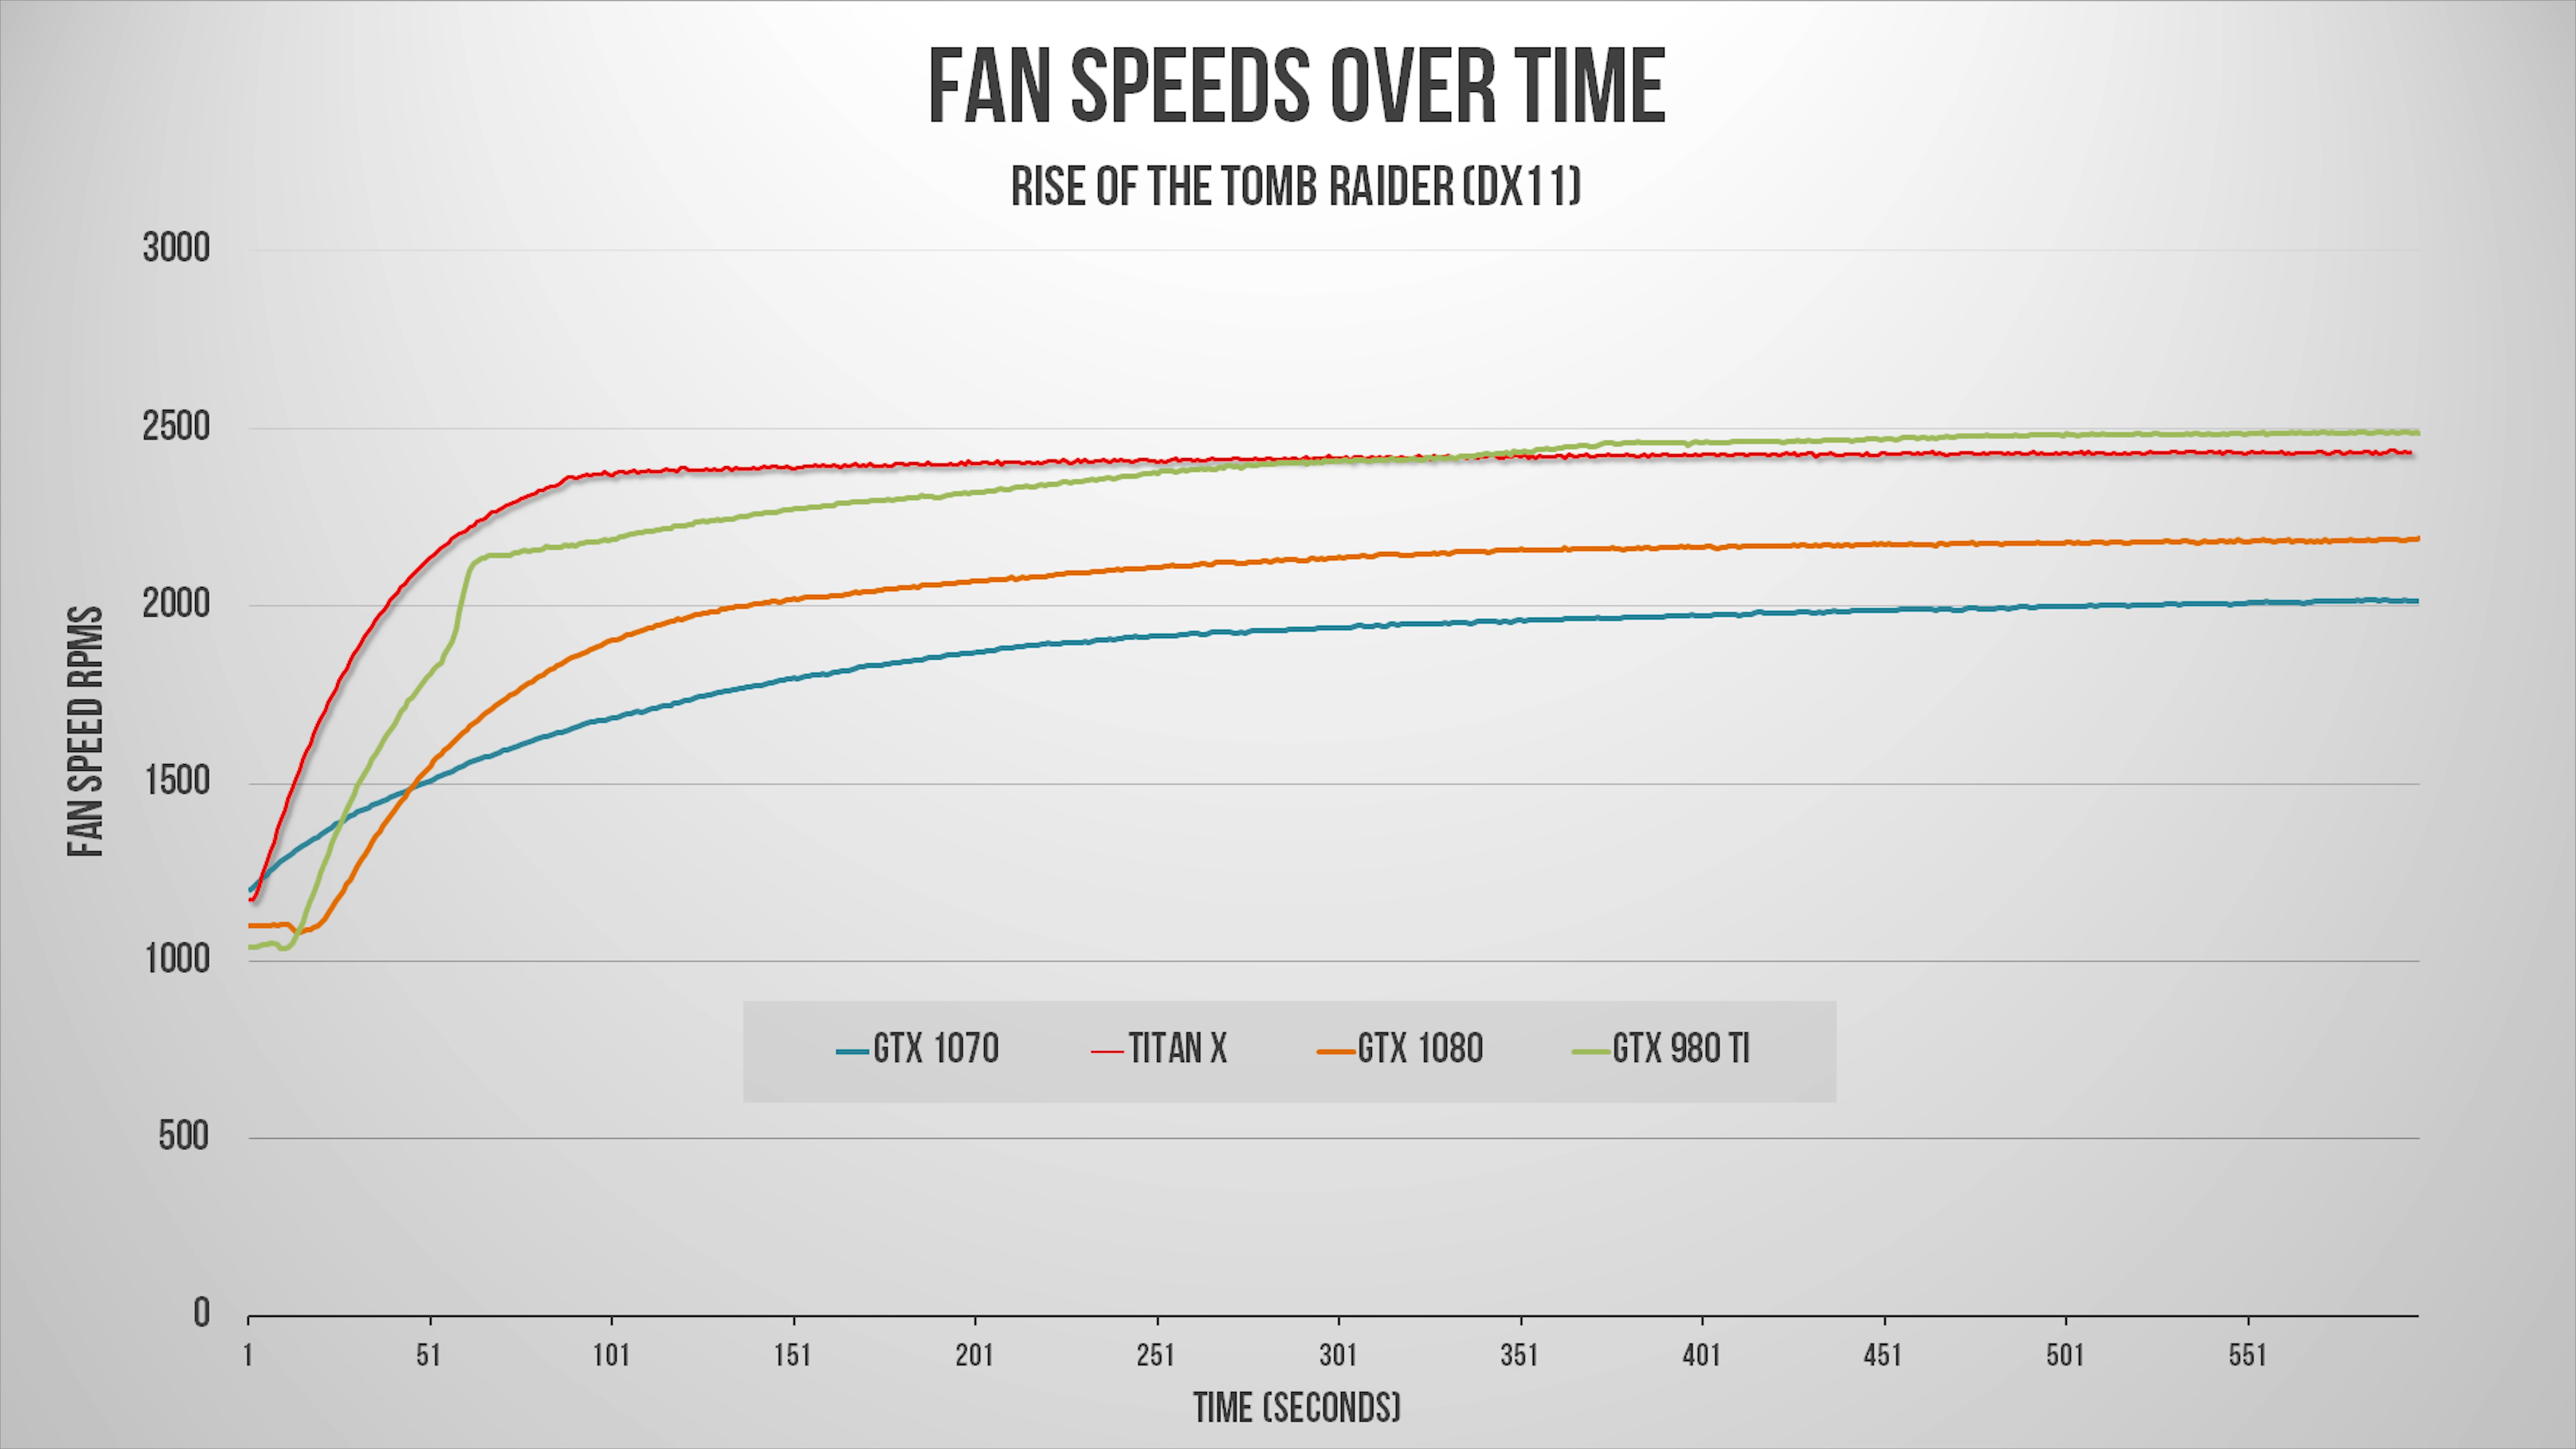 FAN SPEEDS OVER TIME
RISE OF THE TOMB RAIDER (DX11)
3000
2500
2000
1500
1000
500
0
FAN SPEED RPMS
GTX 1070 TITAN X GTX 1080 GTX 980 TI
1 51 101 151 201 251 301 351 401 451 501 551
TIME (SECONDS)